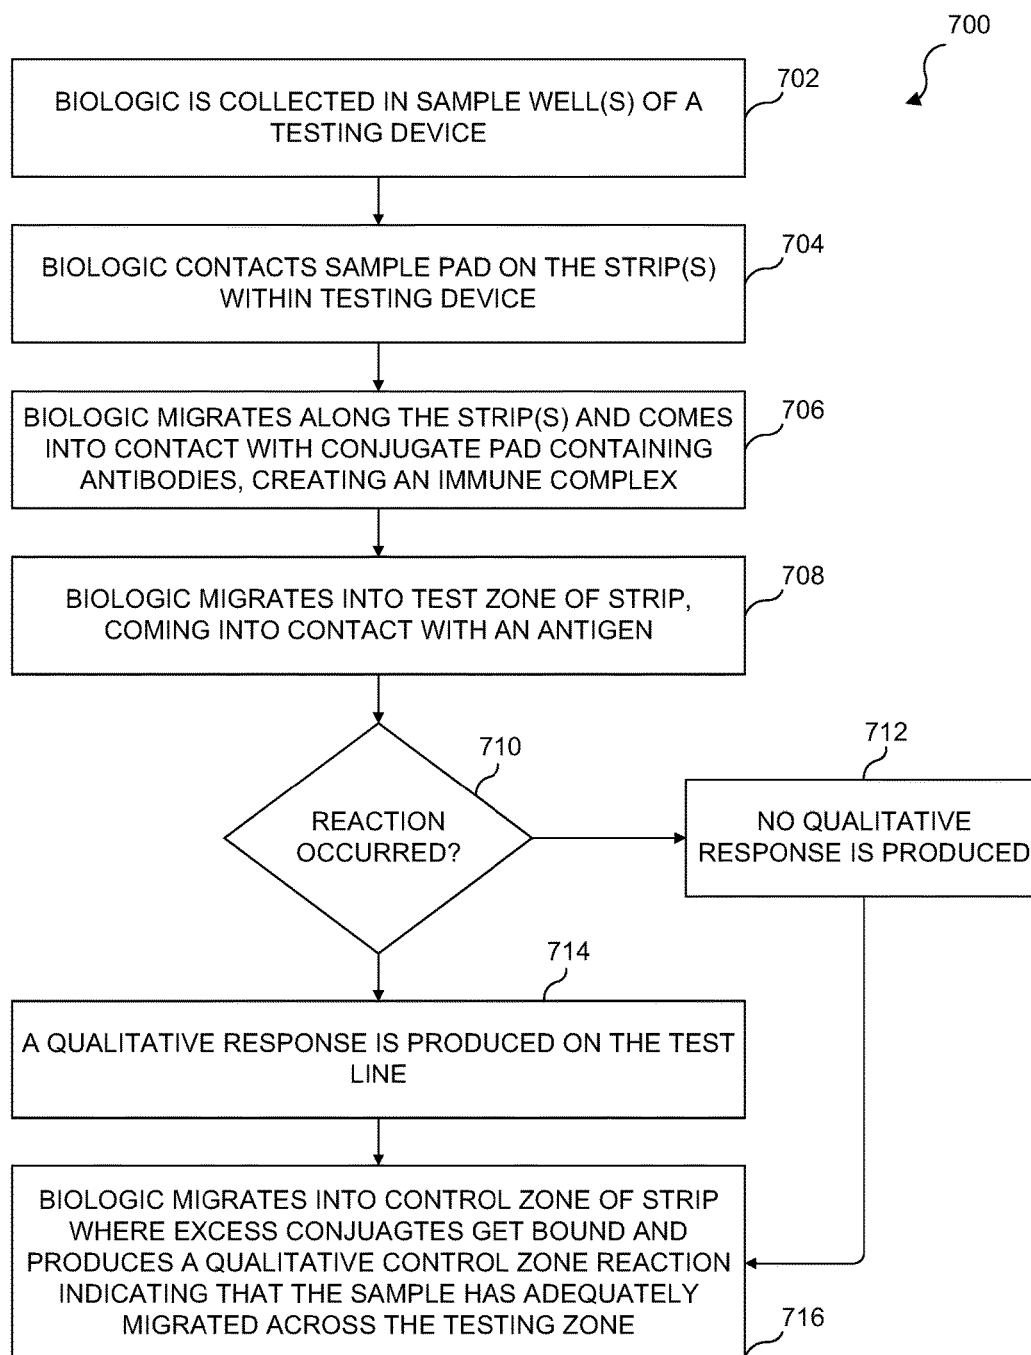 700
BIOLOGIC IS COLLECTED IN SAMPLE WELL(S) OF A
TESTING DEVICE
702
BIOLOGIC CONTACTS SAMPLE PAD ON THE STRIP(S)
WITHIN TESTING DEVICE
704
BIOLOGIC MIGRATES ALONG THE STRIP(S) AND COMES
INTO CONTACT WITH CONJUGATE PAD CONTAINING
ANTIBODIES, CREATING AN IMMUNE COMPLEX
706
BIOLOGIC MIGRATES INTO TEST ZONE OF STRIP,
COMING INTO CONTACT WITH AN ANTIGEN
708
REACTION
OCCURRED?
710
712
NO QUALITATIVE
RESPONSE IS PRODUCED
714
A QUALITATIVE RESPONSE IS PRODUCED ON THE TEST
LINE
BIOLOGIC MIGRATES INTO CONTROL ZONE OF STRIP
WHERE EXCESS CONJUAGTES GET BOUND AND
PRODUCES A QUALITATIVE CONTROL ZONE REACTION
INDICATING THAT THE SAMPLE HAS ADEQUATELY
MIGRATED ACROSS THE TESTING ZONE
716